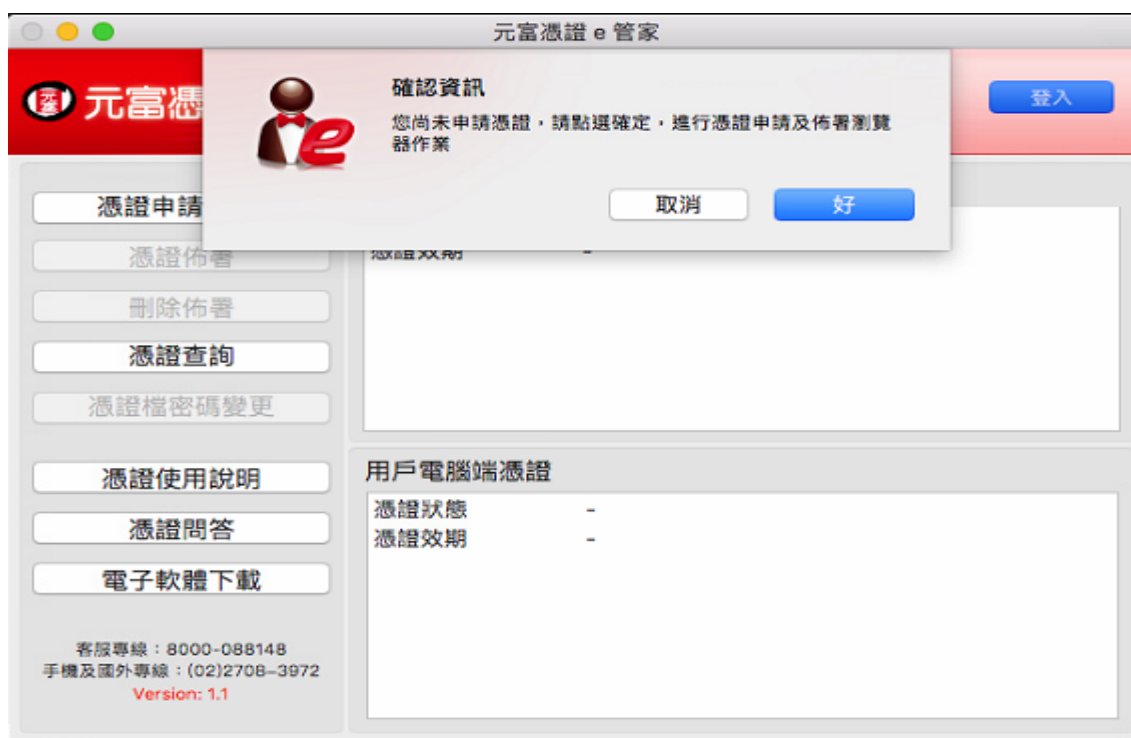 元富憑證 e 管家
元富憑
登入
確認資訊
您尚未申請憑證，請點選確定，進行憑證申請及佈署瀏覽
器作業
取消
好
憑證申請
憑證佈署
刪除佈署
憑證查詢
憑證檔密碼變更
憑證使用說明
憑證問答
電子軟體下載
客服專線：8000-088148
手機及國外專線：(02)2708–3972
Version: 1.1
憑證效期 -
用戶電腦端憑證
憑證狀態 -
憑證效期 -